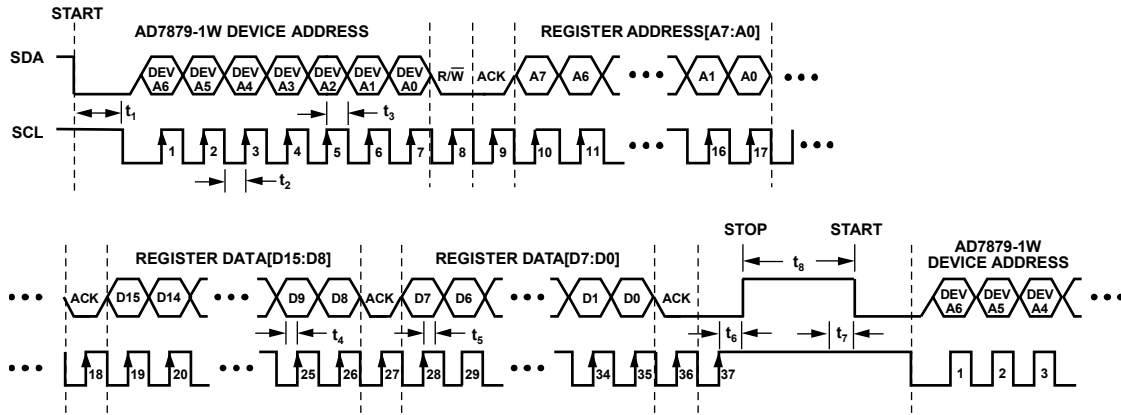 START
AD7879-1W DEVICE ADDRESS
REGISTER ADDRESS[A7:A0]
SDA
DEV A6 DEV A5 DEV A4 DEV A3 DEV A2 DEV A1 DEV A0 R/W̅ ACK A7 A6 ••• A1 A0 •••
t1 t3
SCL
1 2 3 4 5 6 7 8 9 10 11 ••• 16 17 •••
t2
STOP START
REGISTER DATA[D15:D8]
REGISTER DATA[D7:D0]
AD7879-1W
DEVICE ADDRESS
t8
••• ACK D15 D14 ••• D9 D8 ACK D7 D6 ••• D1 D0 ACK DEV A6 DEV A5 DEV A4 •••
t4 t5 t6 t7
••• 18 19 20 ••• 25 26 27 28 29 ••• 34 35 36 37 1 2 3 •••